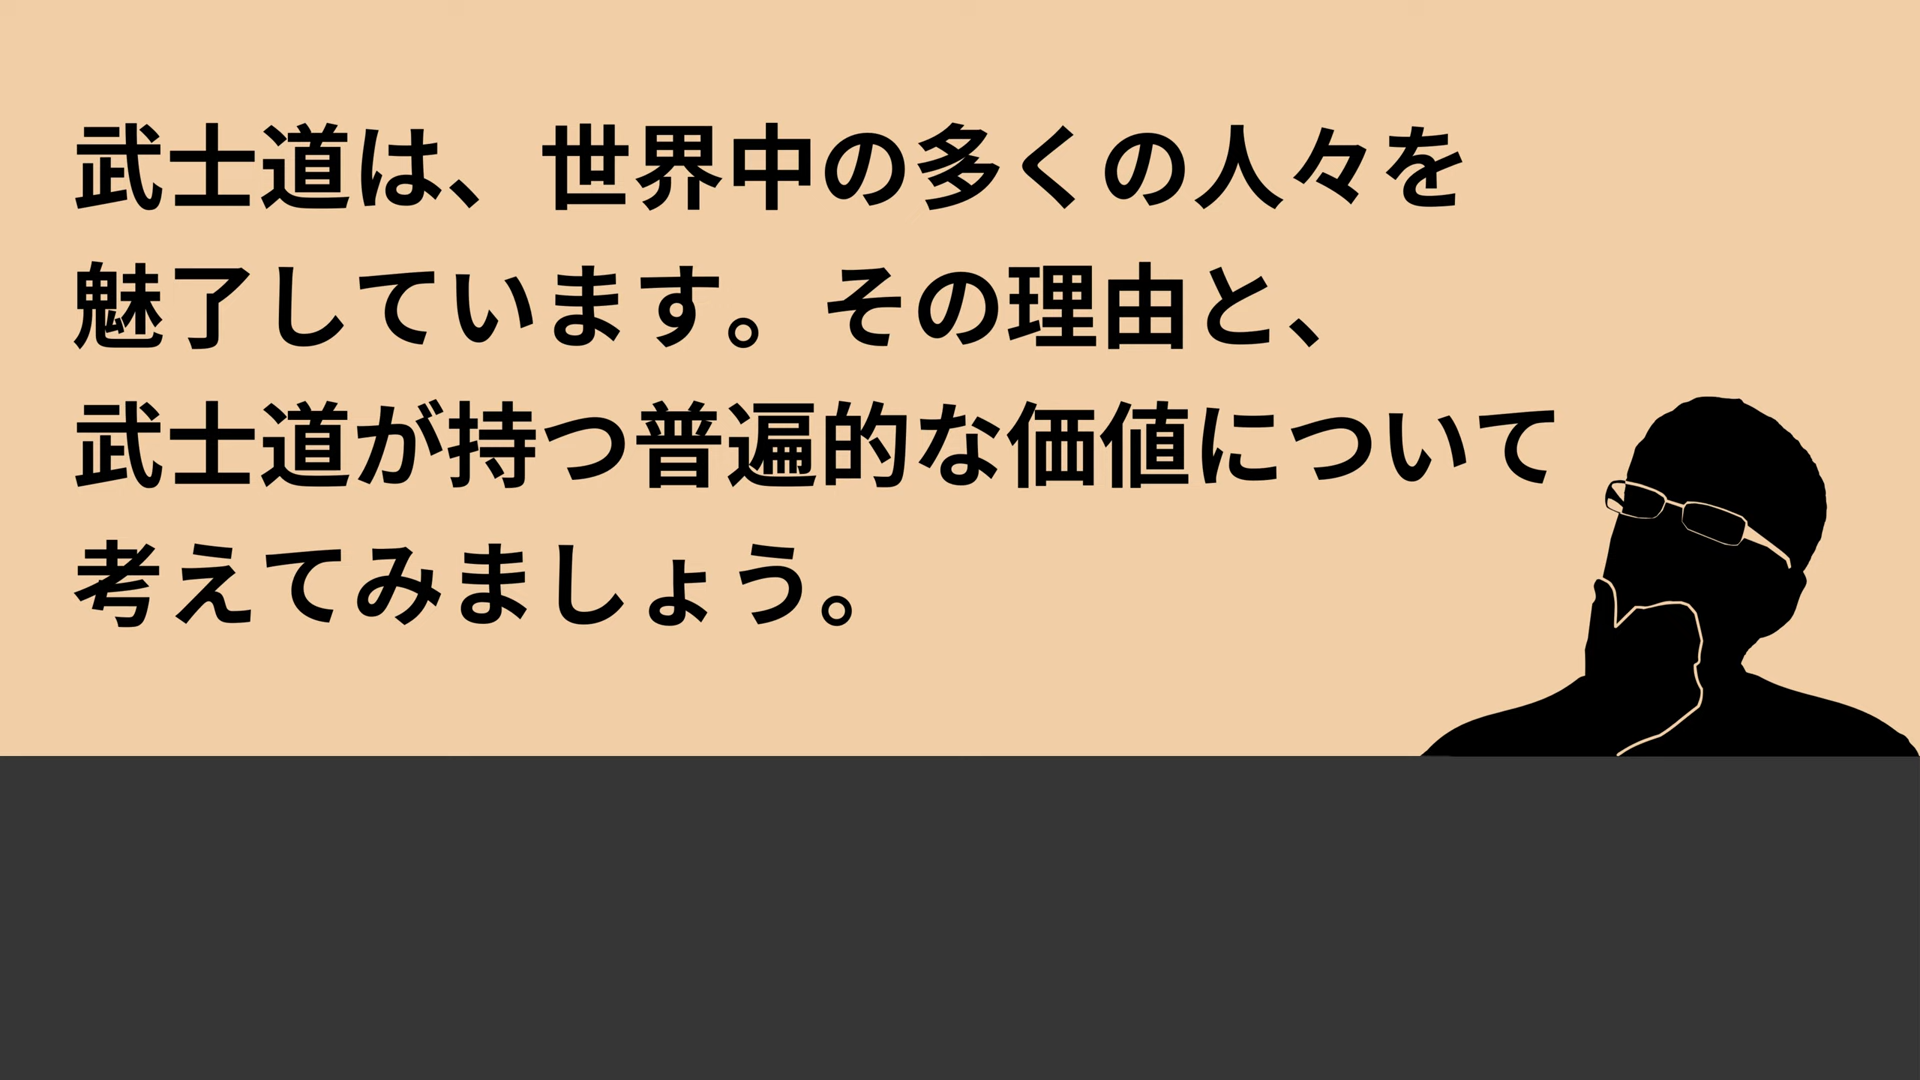 武士道は、世界中の多くの人々を
魅了しています。その理由と、
武士道が持つ普遍的な価値について
考えてみましょう。